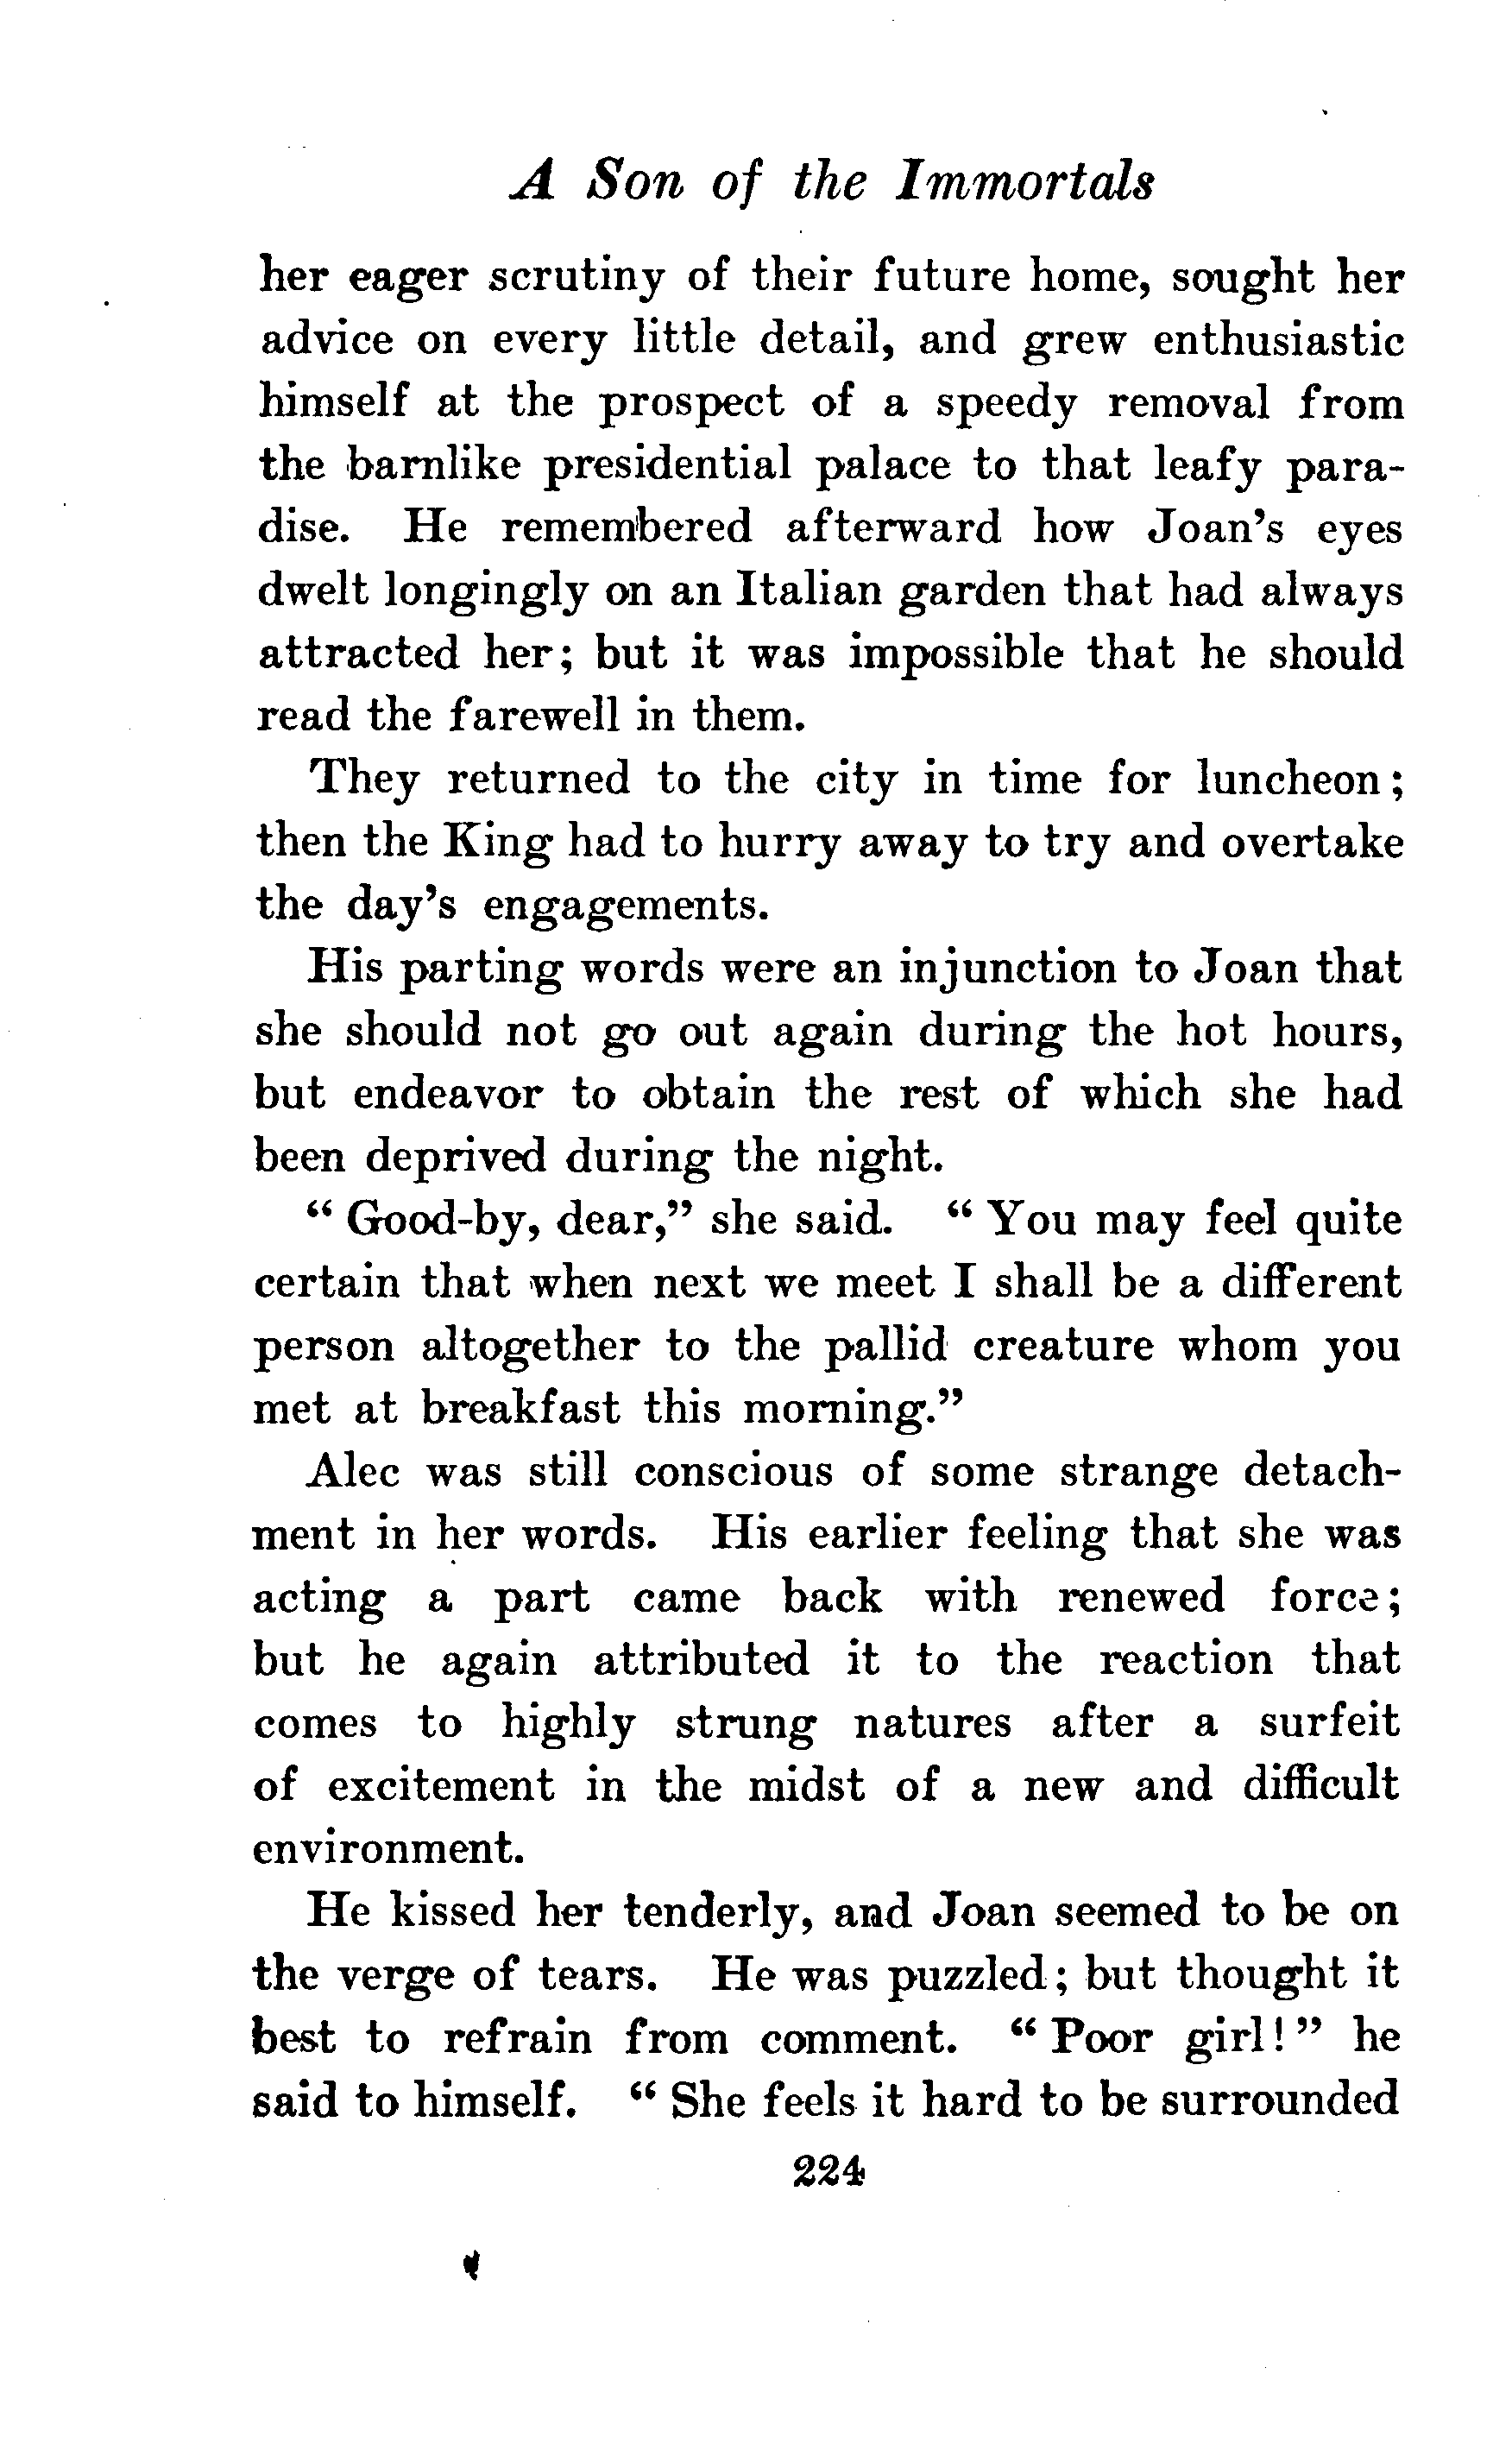 A Son of the Immortals
her eager scrutiny of their future home, sought her
advice on every little detail, and grew enthusiastic
himself at the prospect of a speedy removal from
the barnlike presidential palace to that leafy para-
dise. He remembered afterward how Joan's eyes
dwelt longingly on an Italian garden that had always
attracted her; but it was impossible that he should
read the farewell in them.
They returned to the city in time for luncheon;
then the King had to hurry away to try and overtake
the day's engagements.
His parting words were an injunction to Joan that
she should not go out again during the hot hours,
but endeavor to obtain the rest of which she had
been deprived during the night.
“ Good-by, dear,” she said. “ You may feel quite
certain that when next we meet I shall be a different
person altogether to the pallid creature whom you
met at breakfast this morning.”
Alec was still conscious of some strange detach-
ment in her words. His earlier feeling that she was
acting a part came back with renewed force;
but he again attributed it to the reaction that
comes to highly strung natures after a surfeit
of excitement in the midst of a new and difficult
environment.
He kissed her tenderly, and Joan seemed to be on
the verge of tears. He was puzzled; but thought it
best to refrain from comment. “ Poor girl! ” he
said to himself. “ She feels it hard to be surrounded
224